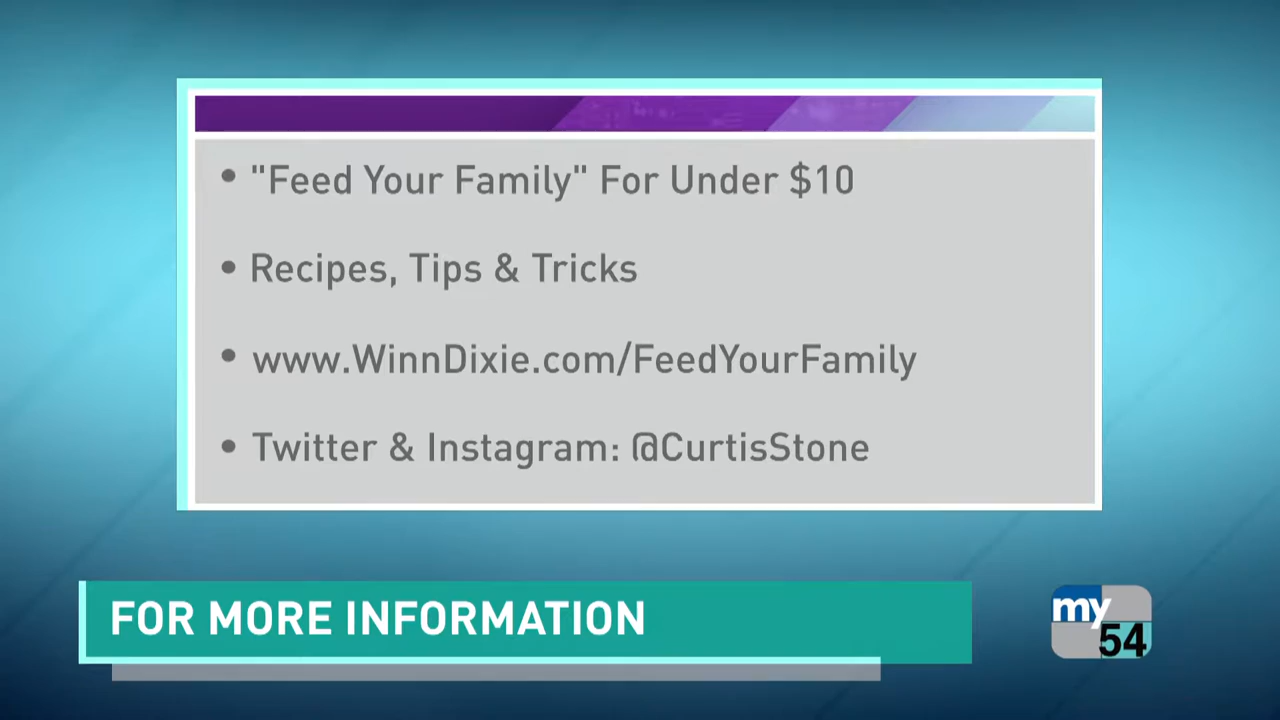 • "Feed Your Family" For Under $10
• Recipes, Tips & Tricks
• www.WinnDixie.com/FeedYourFamily
• Twitter & Instagram: @CurtisStone
FOR MORE INFORMATION
my
54